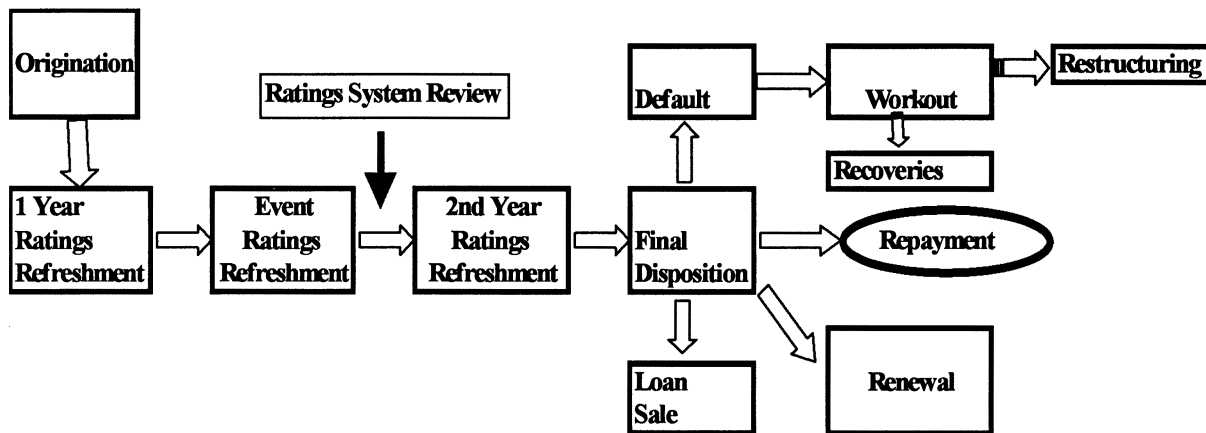 Origination
Ratings System Review
Default
Workout
Restructuring
Recoveries
1 Year
Ratings
Refreshment
Event
Ratings
Refreshment
2nd Year
Ratings
Refreshment
Final
Disposition
Repayment
Loan
Sale
Renewal